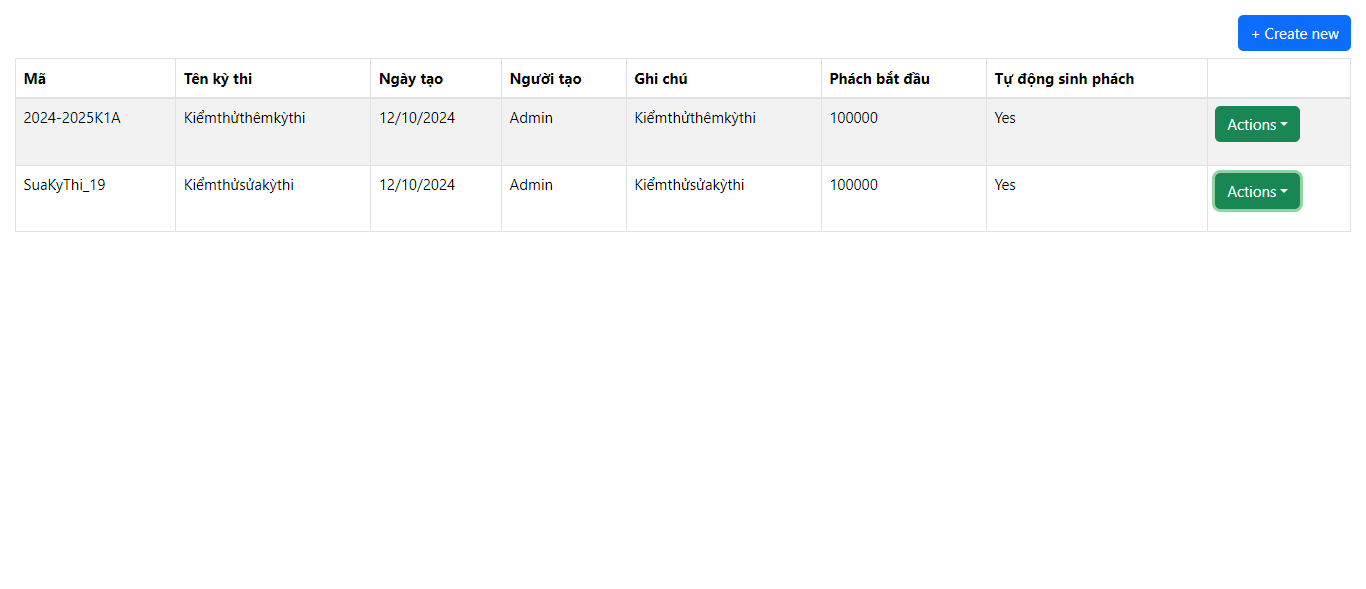 + Create new
Mã Tên kỳ thi Ngày tạo Người tạo Ghi chú Phách bắt đầu Tự động sinh phách
2024-2025K1A Kiểmthửthêmkỳthi 12/10/2024 Admin Kiểmthửthêmkỳthi 100000 Yes Actions
SuaKyThi_19 Kiểmthửsửakỳthi 12/10/2024 Admin Kiểmthửsửakỳthi 100000 Yes Actions